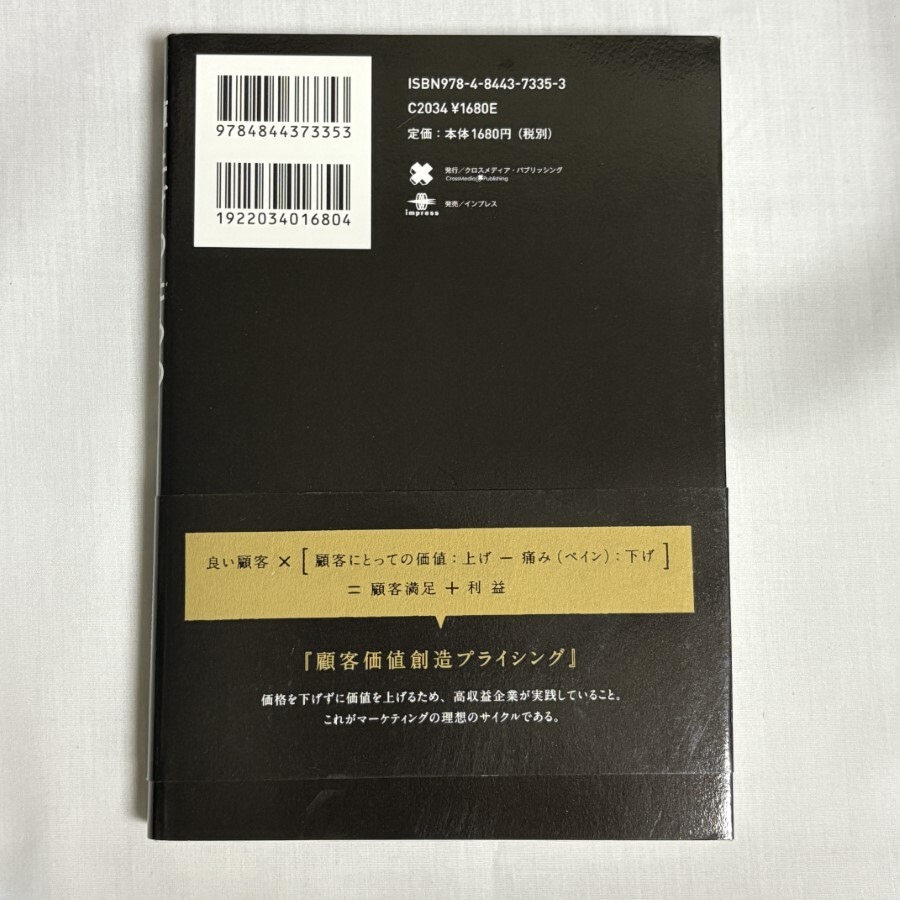 9784844373353
1922034016804
ISBN978-4-8443-7335-3
C2034 ¥1680E
定価：本体1680円（税別）
発行／クロスメディア・パブリッシング
CrossMedia Publishing
impress
発売／インプレス
良い顧客 × [ 顧客にとっての価値：上げ − 痛み（ペイン）：下げ ]
＝ 顧客満足 ＋ 利 益
『顧客価値創造プライシング』
価格を下げずに価値を上げるため、高収益企業が実践していること。
これがマーケティングの理想のサイクルである。